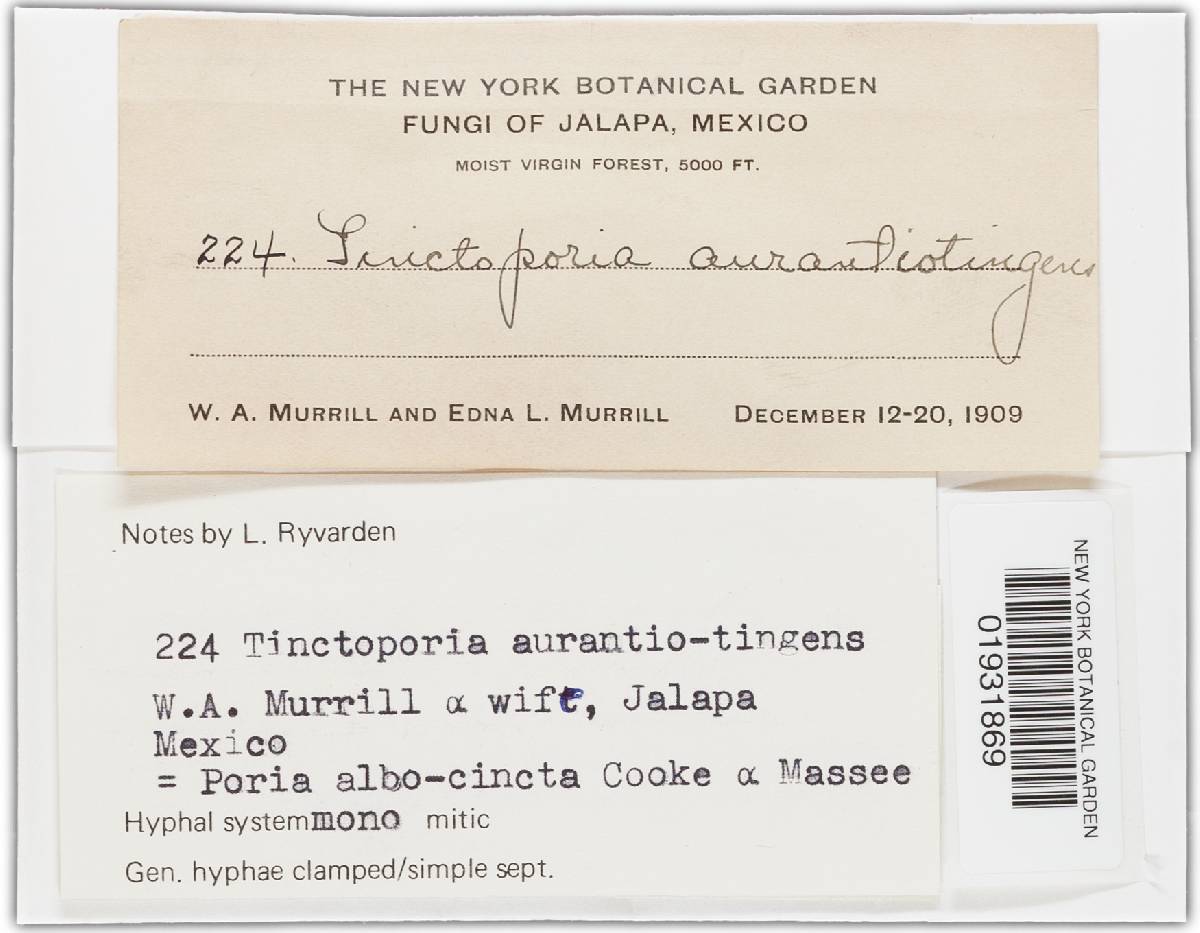 THE NEW YORK BOTANICAL GARDEN
FUNGI OF JALAPA, MEXICO
MOIST VIRGIN FOREST, 5000 FT.
224. Tinctoporia aurantiotingens
W. A. MURRILL AND EDNA L. MURRILL DECEMBER 12-20, 1909
Notes by L. Ryvarden
224 Tinctoporia aurantio-tingens
W.A. Murrill α wife, Jalapa
Mexico
= Poria albo-cincta Cooke α Massee
Hyphal system mono mitic
Gen. hyphae clamped/simple sept.
NEW YORK BOTANICAL GARDEN
01931869